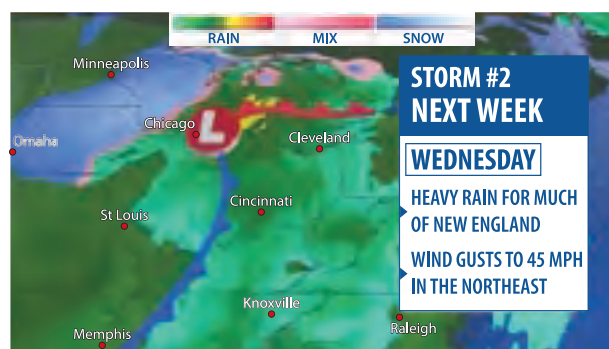 RAIN
MIX
SNOW
Minneapolis
STORM #2
NEXT WEEK
Chicago
L
Omaha
Cleveland
WEDNESDAY
HEAVY RAIN FOR MUCH
OF NEW ENGLAND
St Louis
Cincinnati
WIND GUSTS TO 45 MPH
IN THE NORTHEAST
Knoxville
Memphis
Raleigh